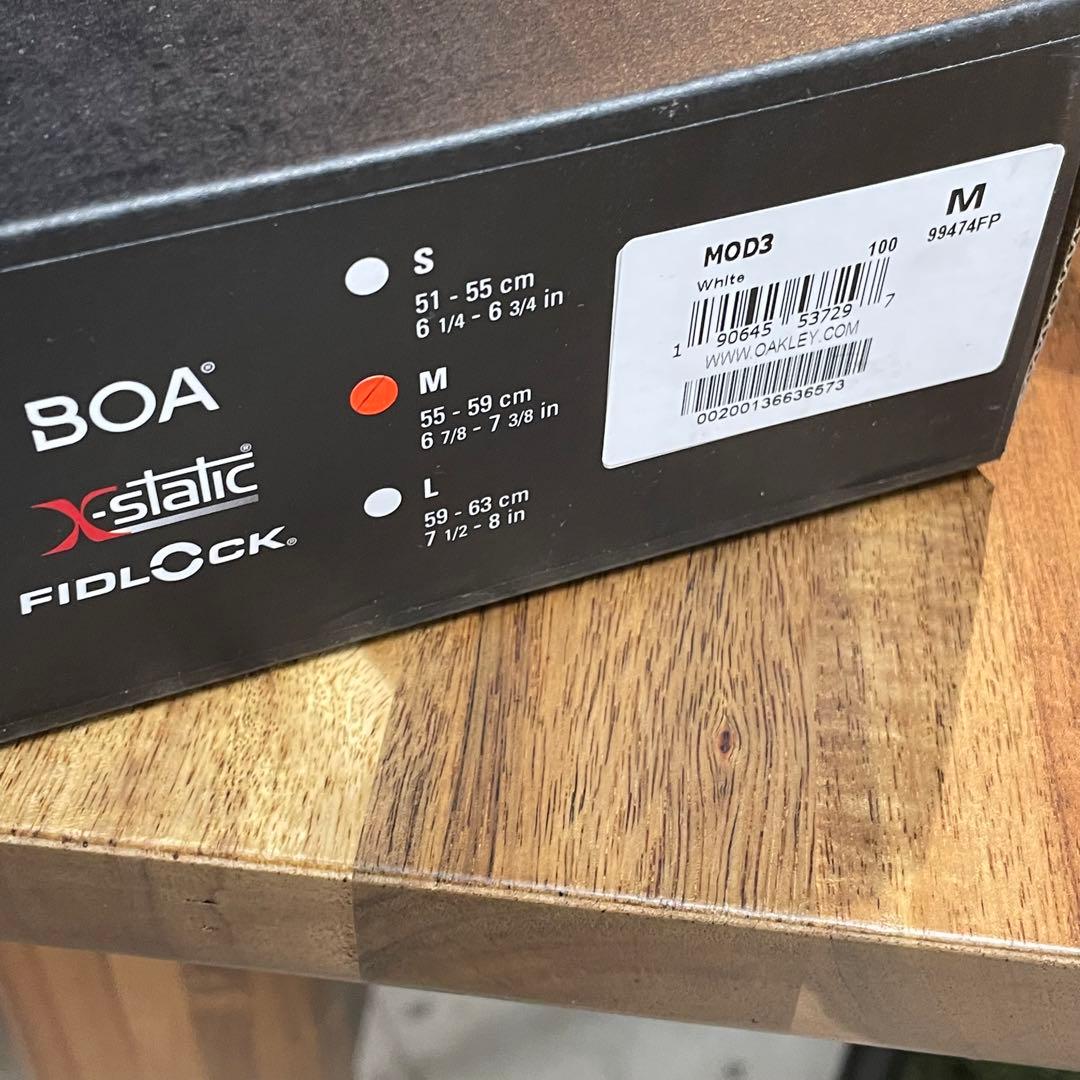 BOA®
X-static®
FIDLOCK®
S
51 - 55 cm
6 1/4 - 6 3/4 in
M
55 - 59 cm
6 7/8 - 7 3/8 in
L
59 - 63 cm
7 1/2 - 8 in
MOD3
White
100
M
99474FP
1 90645 53729 7
WWW.OAKLEY.COM
00200136636573